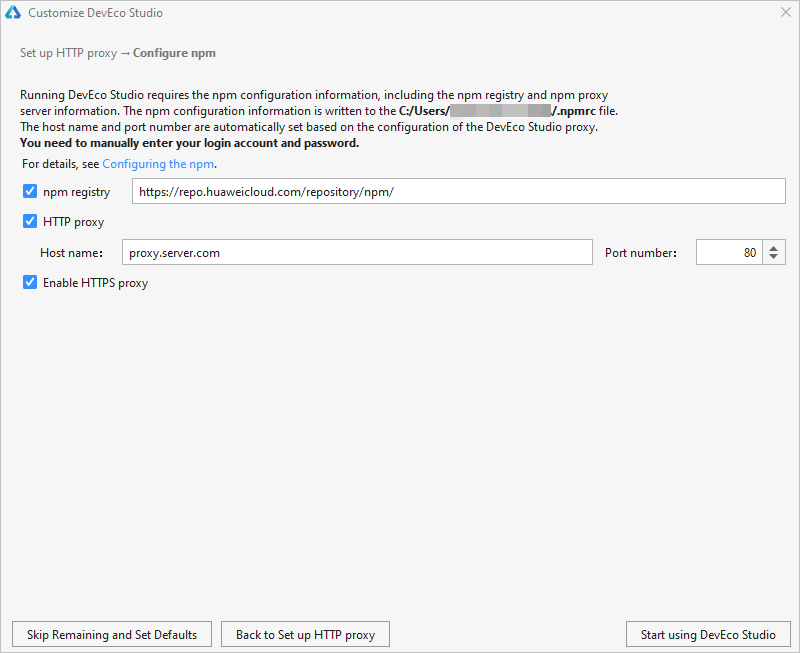 Customize DevEco Studio
Set up HTTP proxy → Configure npm
Running DevEco Studio requires the npm configuration information, including the npm registry and npm proxy
server information. The npm configuration information is written to the C:/Users/ /.npmrc file.
The host name and port number are automatically set based on the configuration of the DevEco Studio proxy.
You need to manually enter your login account and password.
For details, see Configuring the npm.
npm registry https://repo.huaweicloud.com/repository/npm/
HTTP proxy
Host name: proxy.server.com Port number: 80
Enable HTTPS proxy
Skip Remaining and Set Defaults Back to Set up HTTP proxy Start using DevEco Studio